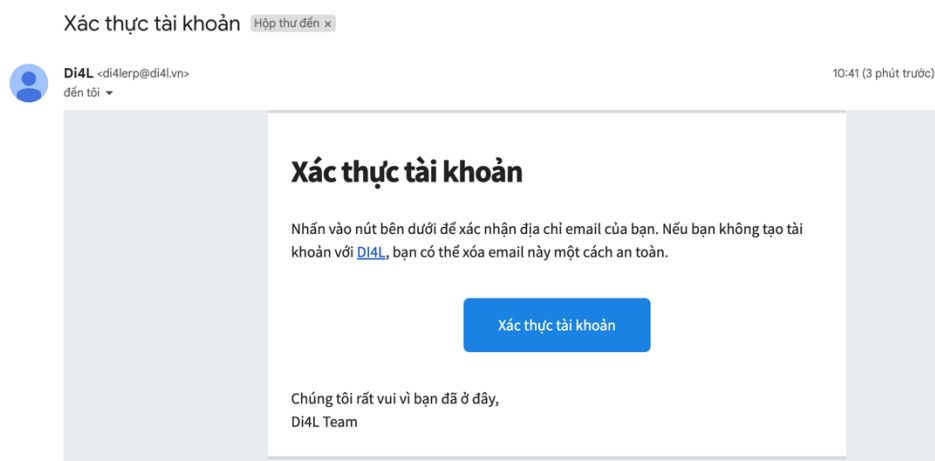 Xác thực tài khoản Hộp thư đến ×
Di4L <di4lerp@di4l.vn> 10:41 (3 phút trước)
đến tôi
Xác thực tài khoản
Nhấn vào nút bên dưới để xác nhận địa chỉ email của bạn. Nếu bạn không tạo tài
khoản với DI4L, bạn có thể xóa email này một cách an toàn.
Xác thực tài khoản
Chúng tôi rất vui vì bạn đã ở đây,
Di4L Team